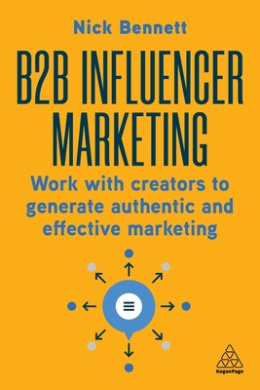 Nick Bennett
B2B INFLUENCER
MARKETING
Work with creators to
generate authentic and
effective marketing
KoganPage